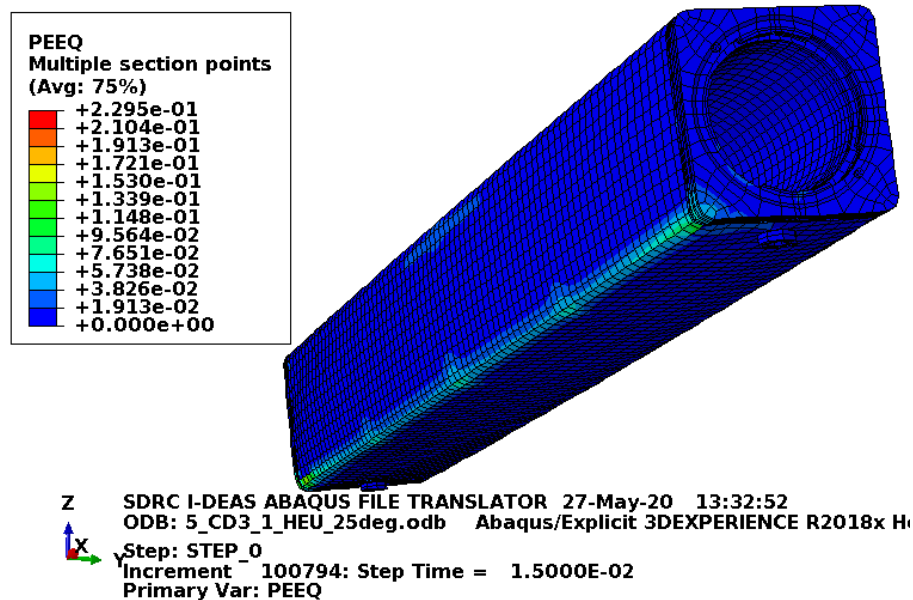 PEEQ
Multiple section points
(Avg: 75%)
+2.295e-01
+2.104e-01
+1.913e-01
+1.721e-01
+1.530e-01
+1.339e-01
+1.148e-01
+9.564e-02
+7.651e-02
+5.738e-02
+3.826e-02
+1.913e-02
+0.000e+00
Z
X
Y
SDRC I-DEAS ABAQUS FILE TRANSLATOR 27-May-20 13:32:52
ODB: 5_CD3_1_HEU_25deg.odb Abaqus/Explicit 3DEXPERIENCE R2018x
Step: STEP_0
Increment 100794: Step Time = 1.5000E-02
Primary Var: PEEQ